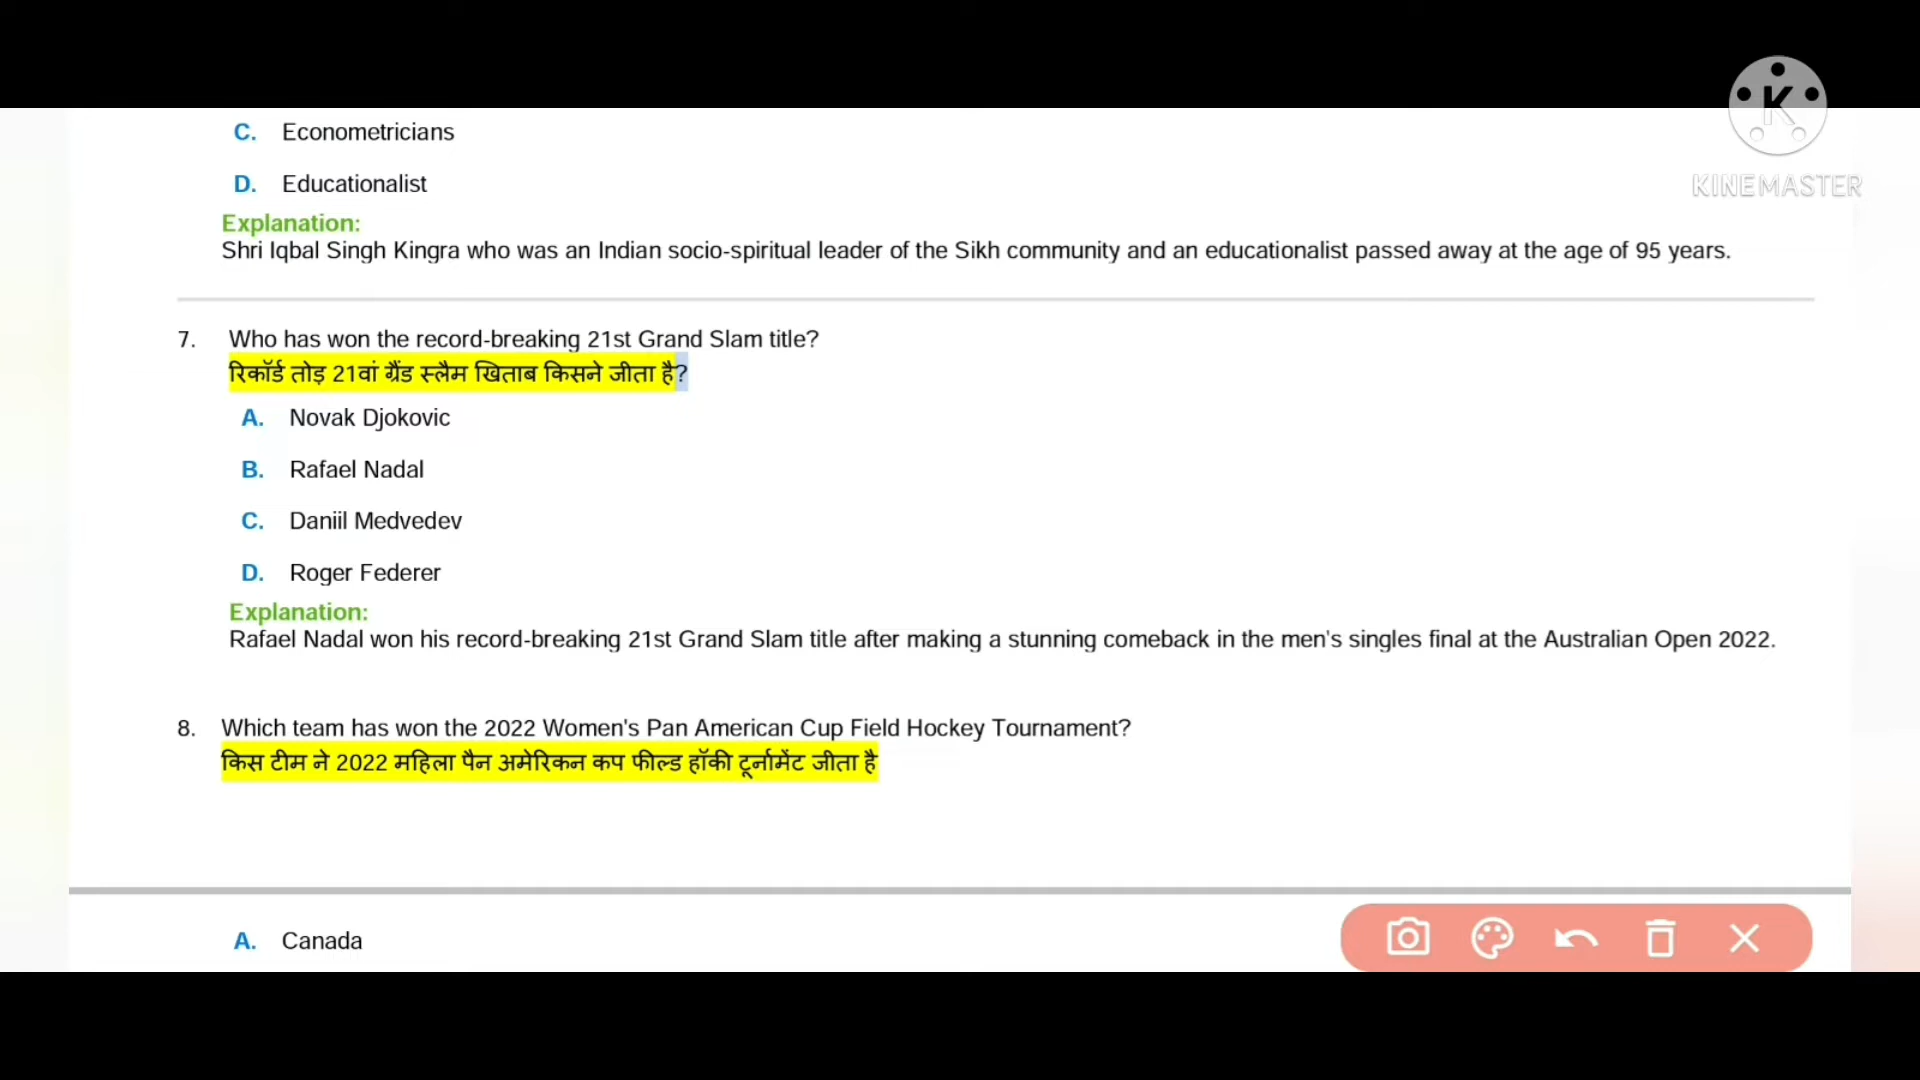 C. Econometricians
D. Educationalist
Explanation:
Shri Iqbal Singh Kingra who was an Indian socio-spiritual leader of the Sikh community and an educationalist passed away at the age of 95 years.
7. Who has won the record-breaking 21st Grand Slam title?
रिकॉर्ड तोड़ 21वां ग्रैंड स्लैम खिताब किसने जीता है?
A. Novak Djokovic
B. Rafael Nadal
C. Daniil Medvedev
D. Roger Federer
Explanation:
Rafael Nadal won his record-breaking 21st Grand Slam title after making a stunning comeback in the men's singles final at the Australian Open 2022.
8. Which team has won the 2022 Women's Pan American Cup Field Hockey Tournament?
किस टीम ने 2022 महिला पैन अमेरिकन कप फील्ड हॉकी टूर्नामेंट जीता है
A. Canada
K
KINEMASTER